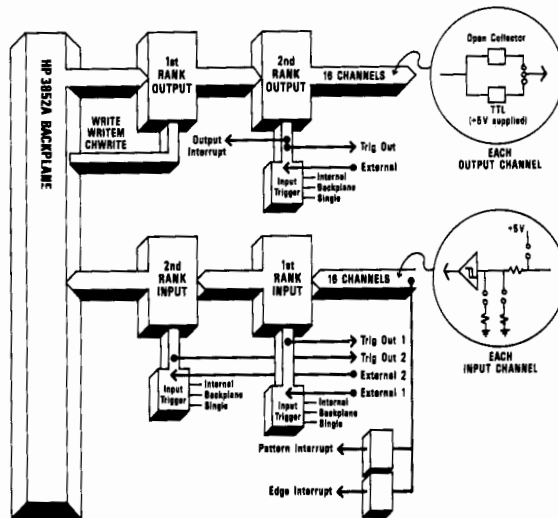 HP 3852A BACKPLANE
1st
RANK
OUTPUT
2nd
RANK
OUTPUT
16 CHANNELS
Open Collector
TTL
(+5V supplied)
EACH
OUTPUT CHANNEL
WRITE
WRITEM
CHWRITE
Output
Interrupt
Trig Out
External
Input
Trigger
Internal
Backplane
Single
2nd
RANK
INPUT
1st
RANK
INPUT
16 CHANNELS
+5V
EACH
INPUT CHANNEL
Trig Out 1
Trig Out 2
External 2
External 1
Input
Trigger
Internal
Backplane
Single
Input
Trigger
Internal
Backplane
Single
Pattern Interrupt
Edge Interrupt